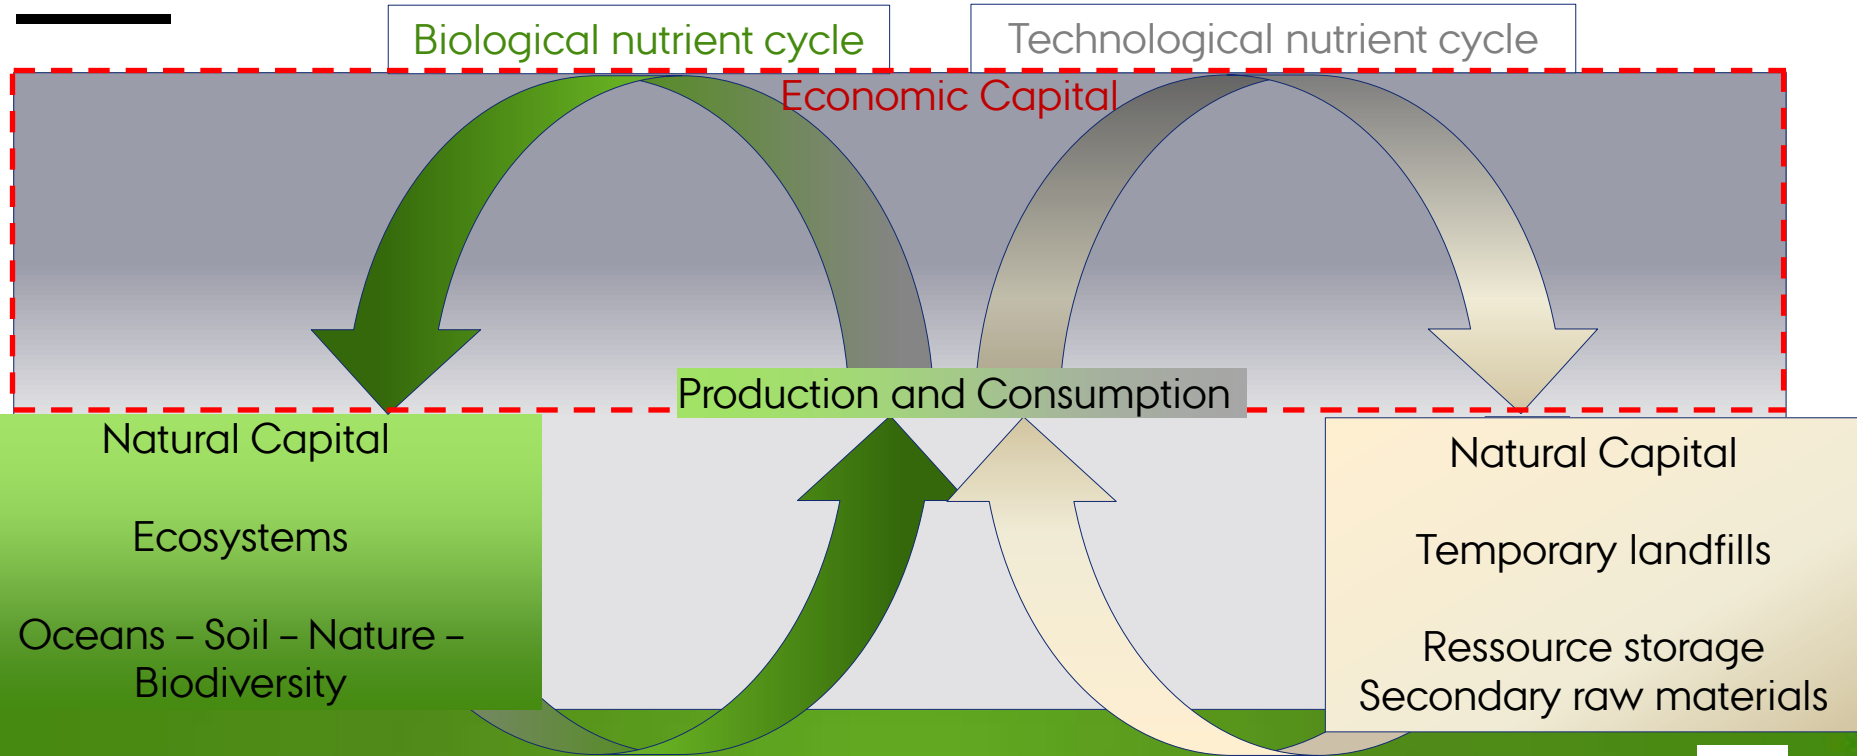 Biological nutrient cycle
Technological nutrient cycle
Economic Capital
Production and Consumption
Natural Capital
Ecosystems
Oceans – Soil – Nature –
Biodiversity
Natural Capital
Temporary landfills
Ressource storage
Secondary raw materials